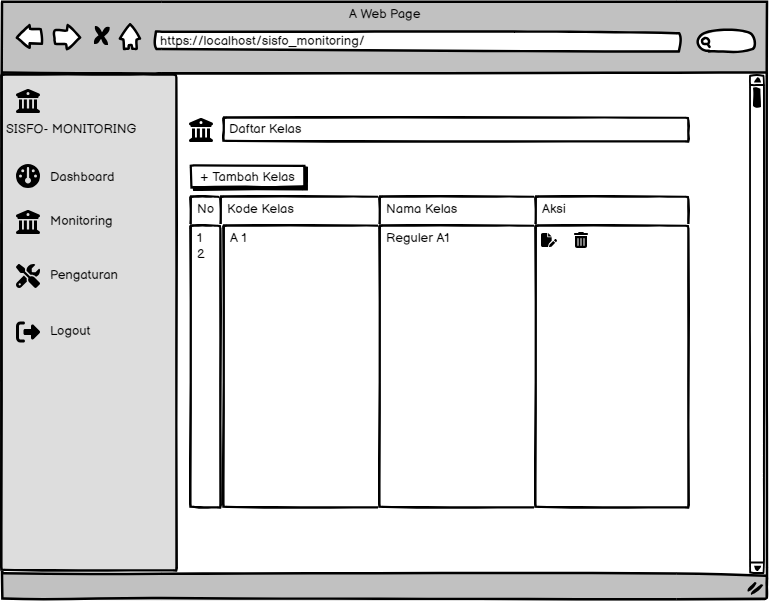 A Web Page
https://localhost/sisfo_monitoring/
SISFO- MONITORING
Dashboard
Monitoring
Pengaturan
Logout
Daftar Kelas
+ Tambah Kelas
No Kode Kelas Nama Kelas Aksi
1 A 1 Reguler A1
2